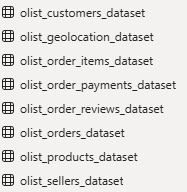 olist_customers_dataset
olist_geolocation_dataset
olist_order_items_dataset
olist_order_payments_dataset
olist_order_reviews_dataset
olist_orders_dataset
olist_products_dataset
olist_sellers_dataset